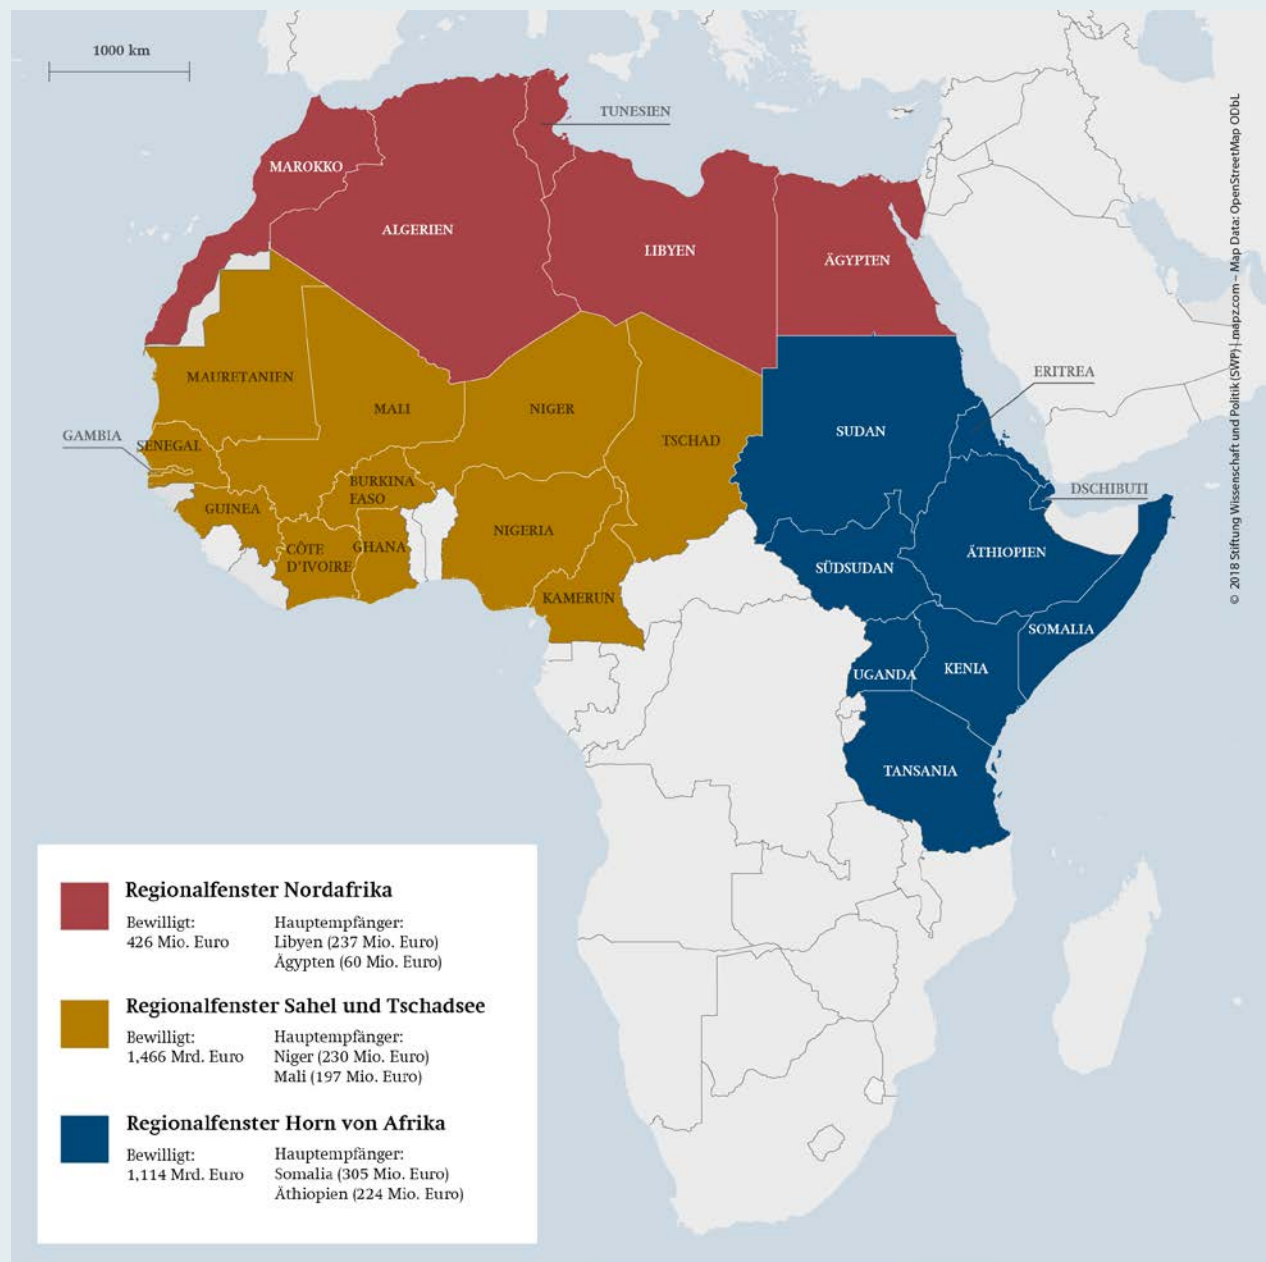 1000 km
TUNESIEN
MAROKKO
ALGERIEN
LIBYEN
ÄGYPTEN
ERITREA
MAURETANIEN
MALI
NIGER
TSCHAD
SUDAN
GAMBIA
SENEGAL
BURKINA
FASO
DSCHIBUTI
GUINEA
NIGERIA
CÔTE
D'IVOIRE
GHANA
ÄTHIOPIEN
SÜDSUDAN
KAMERUN
SOMALIA
UGANDA
KENIA
TANSANIA
© 2018 Stiftung Wissenschaft und Politik (SWP) | mapz.com – Map Data: OpenStreetMap ODbL
Regionalfenster Nordafrika
Bewilligt:
426 Mio. Euro
Hauptempfänger:
Libyen (237 Mio. Euro)
Ägypten (60 Mio. Euro)
Regionalfenster Sahel und Tschadsee
Bewilligt:
1,466 Mrd. Euro
Hauptempfänger:
Niger (230 Mio. Euro)
Mali (197 Mio. Euro)
Regionalfenster Horn von Afrika
Bewilligt:
1,114 Mrd. Euro
Hauptempfänger:
Somalia (305 Mio. Euro)
Äthiopien (224 Mio. Euro)